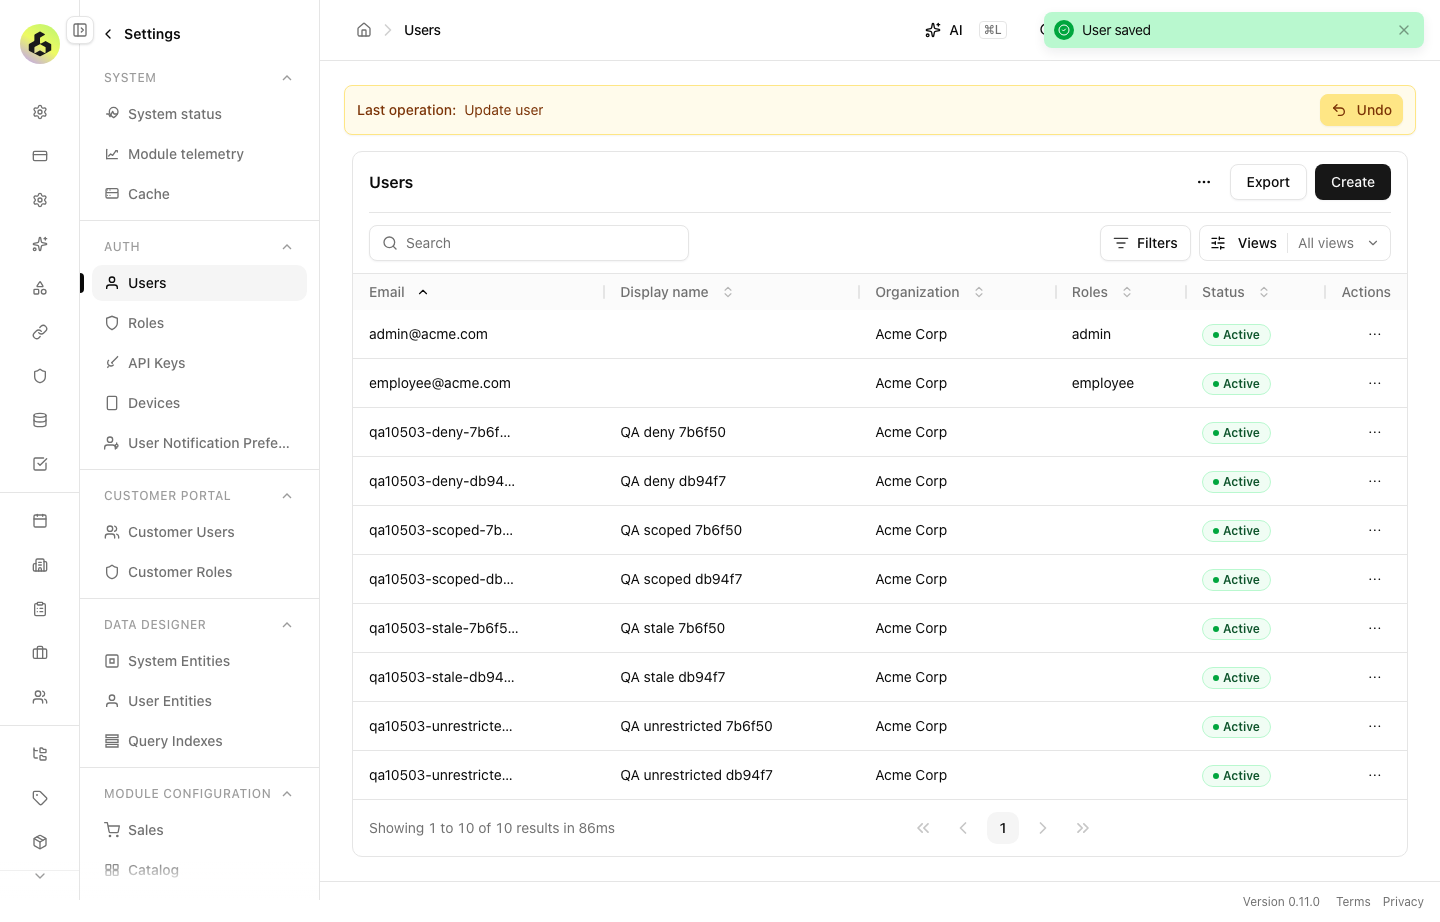 Settings
SYSTEM
System status
Module telemetry
Cache
AUTH
Users
Roles
API Keys
Devices
User Notification Prefe...
CUSTOMER PORTAL
Customer Users
Customer Roles
DATA DESIGNER
System Entities
User Entities
Query Indexes
MODULE CONFIGURATION
Sales
Catalog
Users
AI ⌘L
User saved
Last operation: Update user
Undo
Users
Export Create
Search
Filters Views All views
Email Display name Organization Roles Status Actions
admin@acme.com Acme Corp admin Active
employee@acme.com Acme Corp employee Active
qa10503-deny-7b6f... QA deny 7b6f50 Acme Corp Active
qa10503-deny-db94... QA deny db94f7 Acme Corp Active
qa10503-scoped-7b... QA scoped 7b6f50 Acme Corp Active
qa10503-scoped-db... QA scoped db94f7 Acme Corp Active
qa10503-stale-7b6f5... QA stale 7b6f50 Acme Corp Active
qa10503-stale-db94... QA stale db94f7 Acme Corp Active
qa10503-unrestricte... QA unrestricted 7b6f50 Acme Corp Active
qa10503-unrestricte... QA unrestricted db94f7 Acme Corp Active
Showing 1 to 10 of 10 results in 86ms
1
Version 0.11.0 Terms Privacy